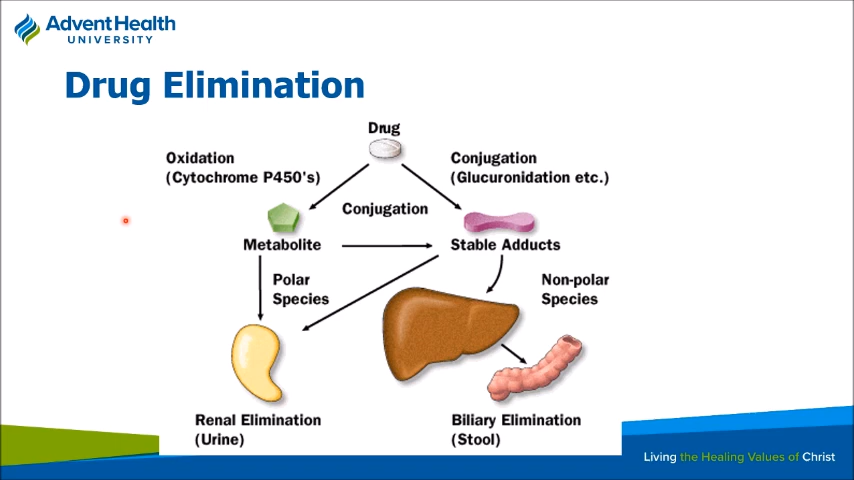 AdventHealth
UNIVERSITY
Drug Elimination
Drug
Oxidation
(Cytochrome P450's)
Conjugation
(Glucuronidation etc.)
Conjugation
Metabolite
Stable Adducts
Polar
Species
Non-polar
Species
Renal Elimination
(Urine)
Biliary Elimination
(Stool)
Living the Healing Values of Christ